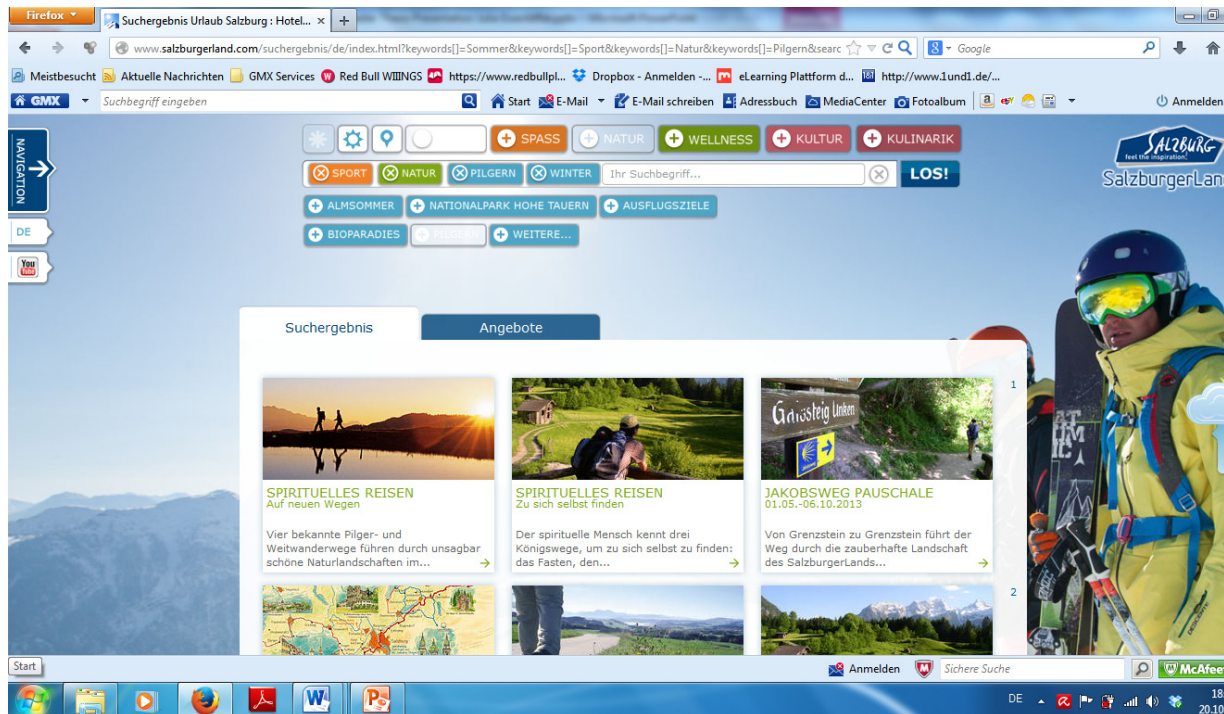 Firefox
Suchergebnis Urlaub Salzburg : Hotel...
www.salzburgerland.com/suchergebnis/de/index.html?keywords[]=Sommer&keywords[]=Sport&keywords[]=Natur&keywords[]=Pilgern&searc
Google
Meistbesucht Aktuelle Nachrichten GMX Services Red Bull WIIINGS https://www.redbullpl... Dropbox - Anmelden -... eLearning Plattform d... http://www.1und1.de/...
GMX Suchbegriff eingeben Start E-Mail E-Mail schreiben Adressbuch MediaCenter Fotoalbum Anmelden
NAVIGATION
DE
You Tube
SPASS NATUR WELLNESS KULTUR KULINARIK
SPORT NATUR PILGERN WINTER Ihr Suchbegriff... LOS!
ALMSOMMER NATIONALPARK HOHE TAUERN AUSFLUGSZIELE
BIOPARADIES PILGERN WEITERE...
SALZBURG
feel the inspiration!
SalzburgerLan
Suchergebnis Angebote
Gaissteig Unken
SPIRITUELLES REISEN
Auf neuen Wegen
Vier bekannte Pilger- und
Weitwanderwege führen durch unsagbar
schöne Naturlandschaften im...
SPIRITUELLES REISEN
Zu sich selbst finden
Der spirituelle Mensch kennt drei
Königswege, um zu sich selbst zu finden:
das Fasten, den...
JAKOBSWEG PAUSCHALE
01.05.-06.10.2013
Von Grenzstein zu Grenzstein führt der
Weg durch die zauberhafte Landschaft
des SalzburgerLands...
1
2
Start
Anmelden Sichere Suche McAfee
DE 18:
20.10